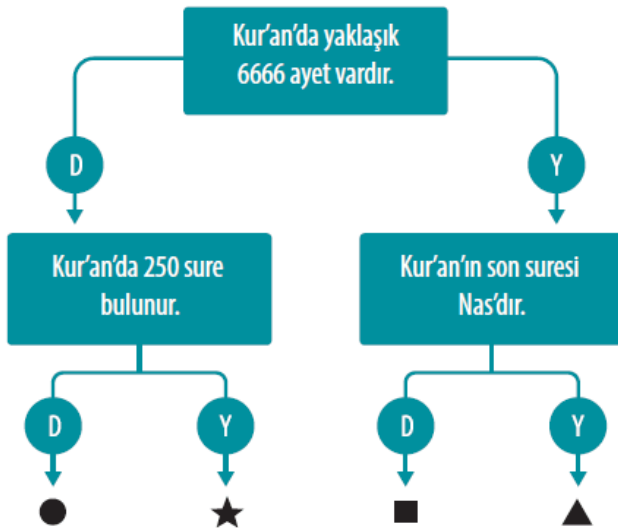 Kur'an'da yaklaşık
6666 ayet vardır.
D
Y
Kur'an'da 250 sure
bulunur.
Kur'an'ın son suresi
Nas'dır.
D
Y
D
Y